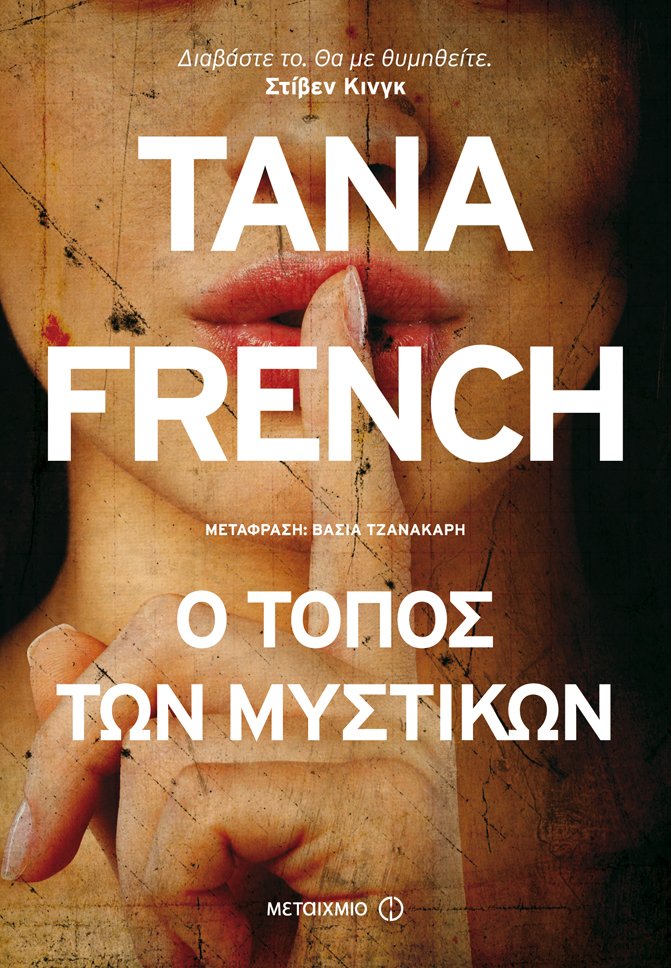 Διαβάστε το. Θα με θυμηθείτε.
Στίβεν Κινγκ
TANA
FRENCH
ΜΕΤΑΦΡΑΣΗ: ΒΑΣΙΑ ΤΖΑΝΑΚΑΡΗ
Ο ΤΟΠΟΣ
ΤΩΝ ΜΥΣΤΙΚΩΝ
μεταιχμιο